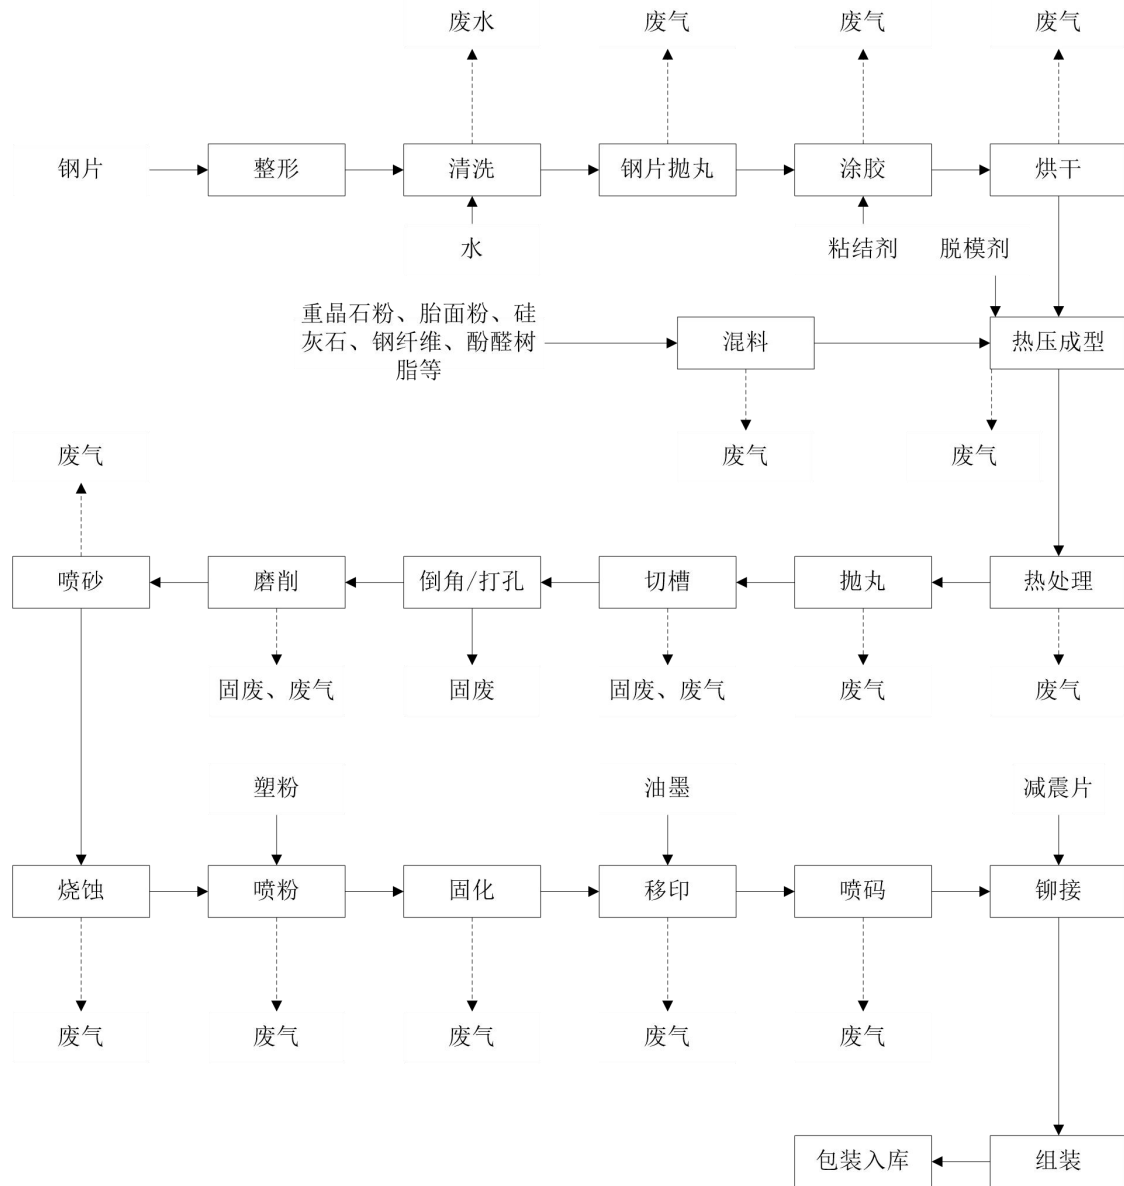 废水
废气
废气
废气
钢片
整形
清洗
钢片抛丸
涂胶
烘干
水
粘结剂
脱模剂
重晶石粉、胎面粉、硅
灰石、钢纤维、酚醛树
脂等
混料
热压成型
废气
废气
废气
喷砂
磨削
倒角/打孔
切槽
抛丸
热处理
固废、废气
固废
固废、废气
废气
废气
塑粉
油墨
减震片
烧蚀
喷粉
固化
移印
喷码
铆接
废气
废气
废气
废气
废气
包装入库
组装